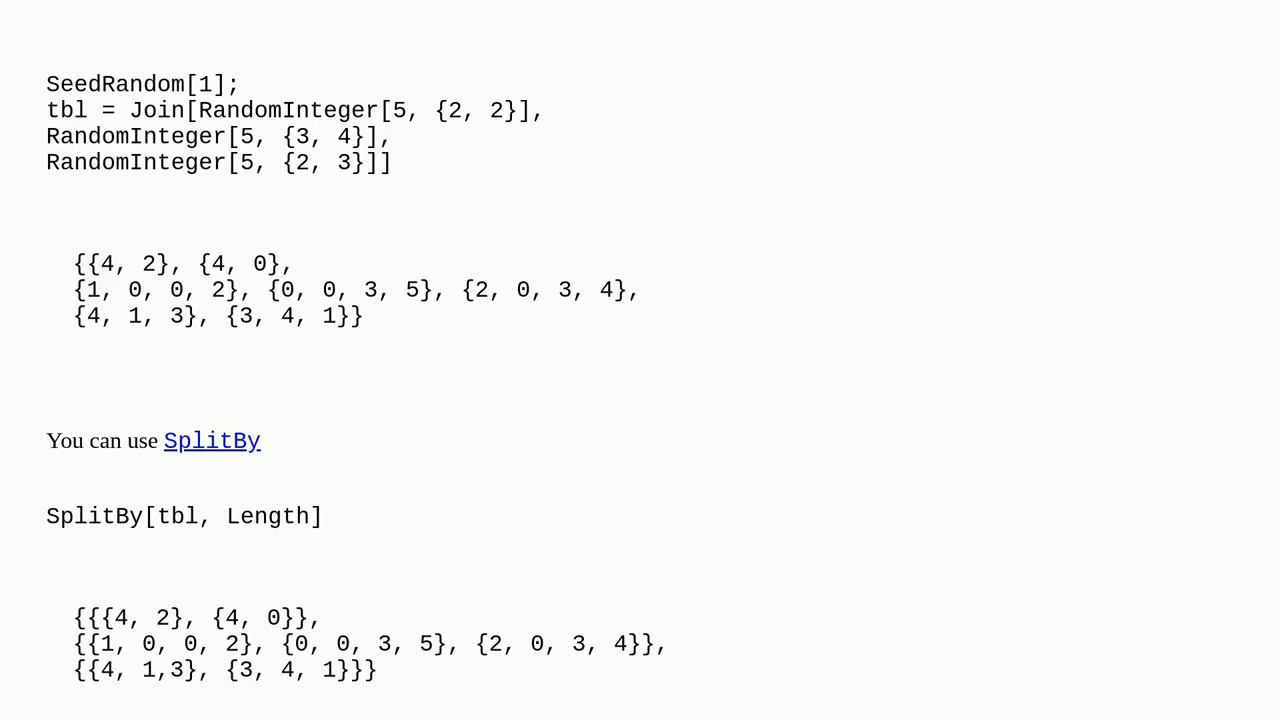 SeedRandom[1];
tbl = Join[RandomInteger[5, {2, 2}],
RandomInteger[5, {3, 4}],
RandomInteger[5, {2, 3}]]
{{4, 2}, {4, 0},
{1, 0, 0, 2}, {0, 0, 3, 5}, {2, 0, 3, 4},
{4, 1, 3}, {3, 4, 1}}
You can use SplitBy
SplitBy[tbl, Length]
{{{4, 2}, {4, 0}},
{{1, 0, 0, 2}, {0, 0, 3, 5}, {2, 0, 3, 4}},
{{4, 1,3}, {3, 4, 1}}}